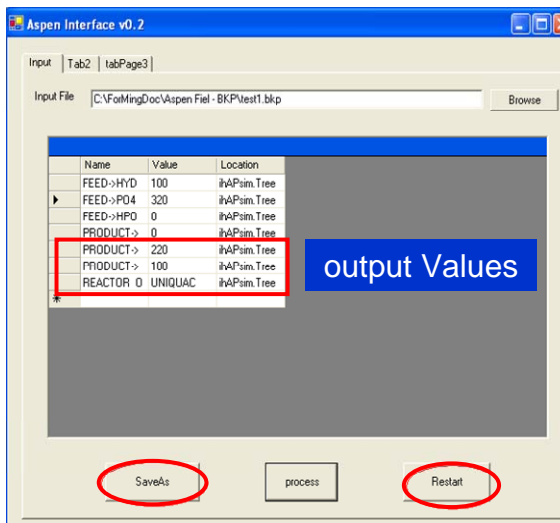 Aspen Interface v0.2
Input Tab2 tabPage3
Input File C:\ForMingDoc\Aspen Fiel - BKP\test1.bkp Browse
Name Value Location
FEED->HYD 100 ihAPsim.Tree
FEED->PO4 320 ihAPsim.Tree
FEED->HPO 0 ihAPsim.Tree
PRODUCT-> 0 ihAPsim.Tree
PRODUCT-> 220 ihAPsim.Tree
PRODUCT-> 100 ihAPsim.Tree
REACTOR O UNIQUAC ihAPsim.Tree
output Values
SaveAs process Restart